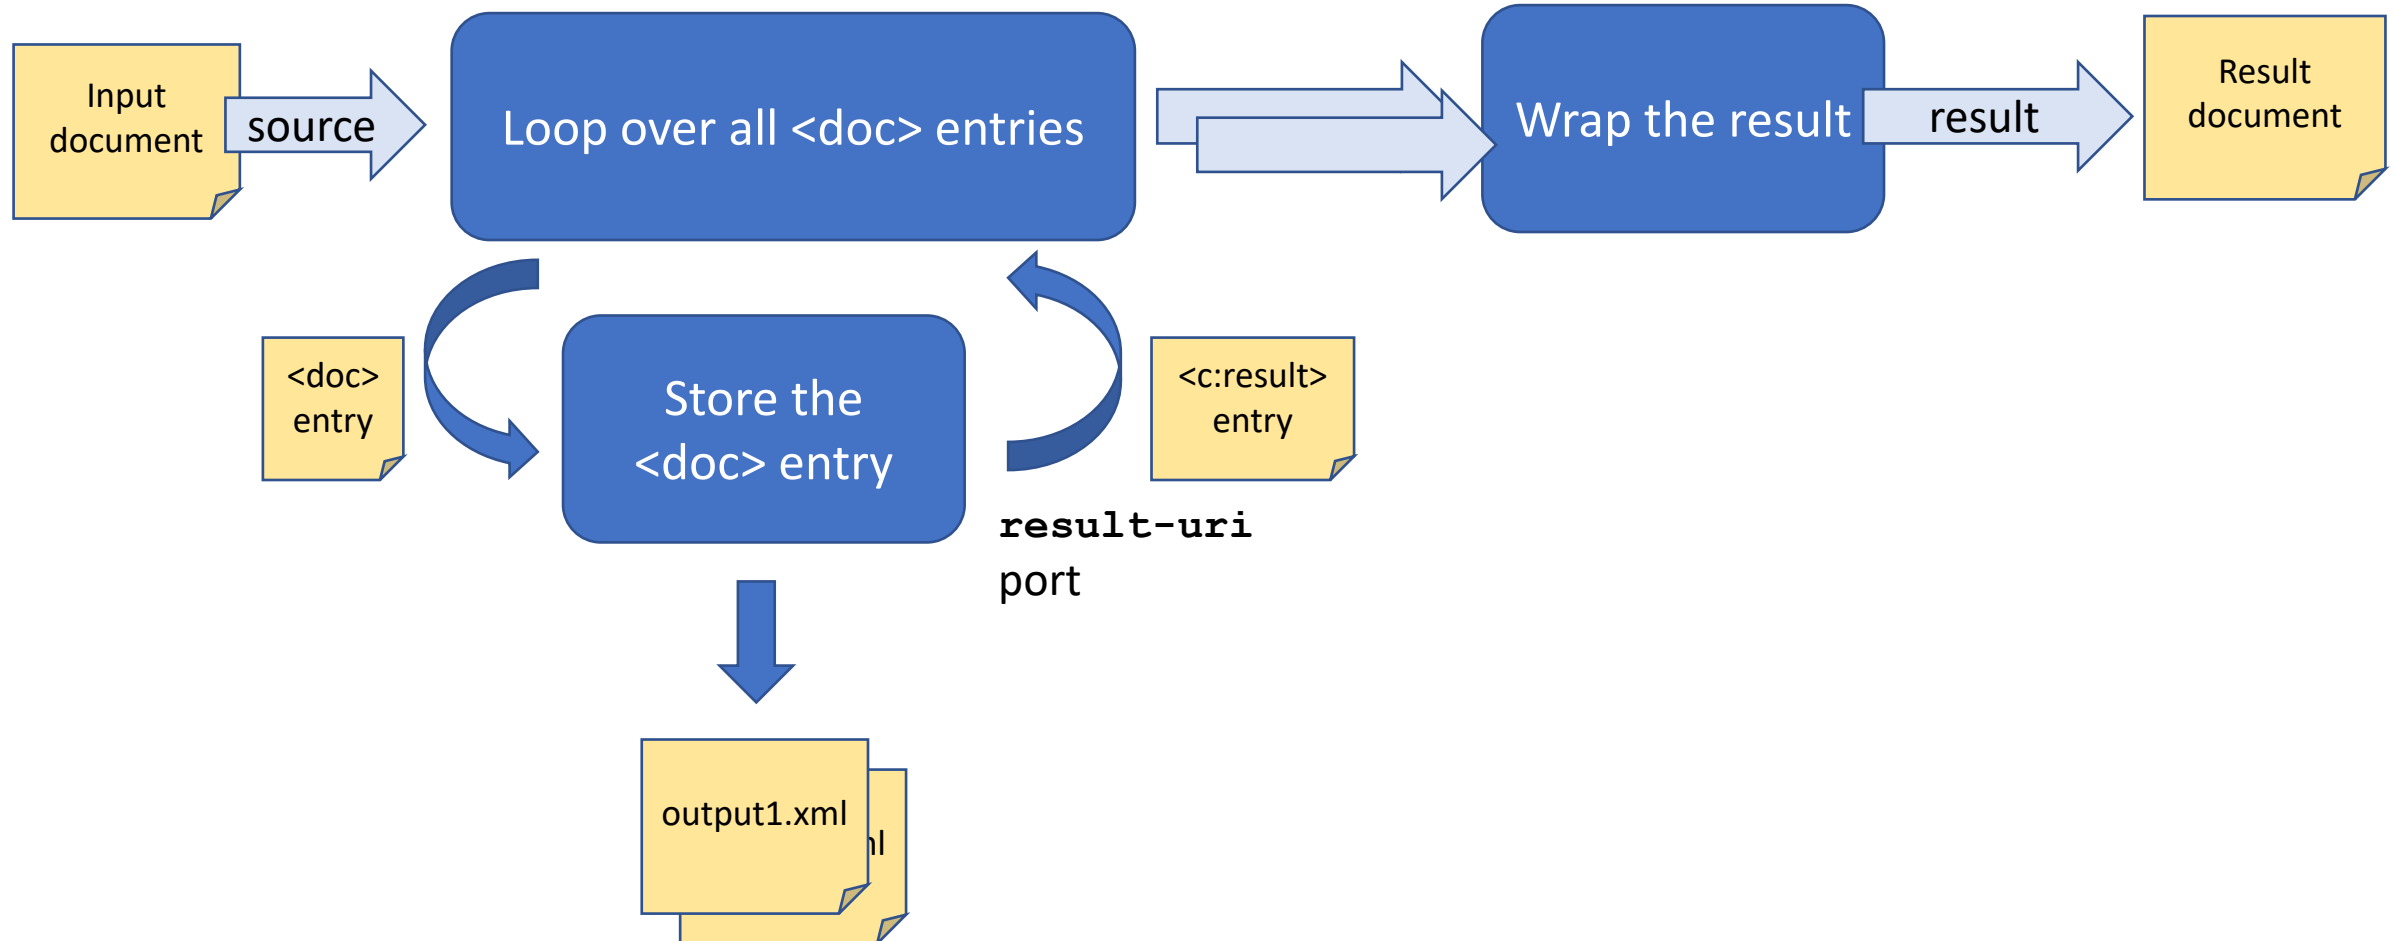 Input
document
source
Loop over all <doc> entries
Wrap the result
result
Result
document
<doc>
entry
Store the
<doc> entry
<c:result>
entry
result-uri
port
output1.xml